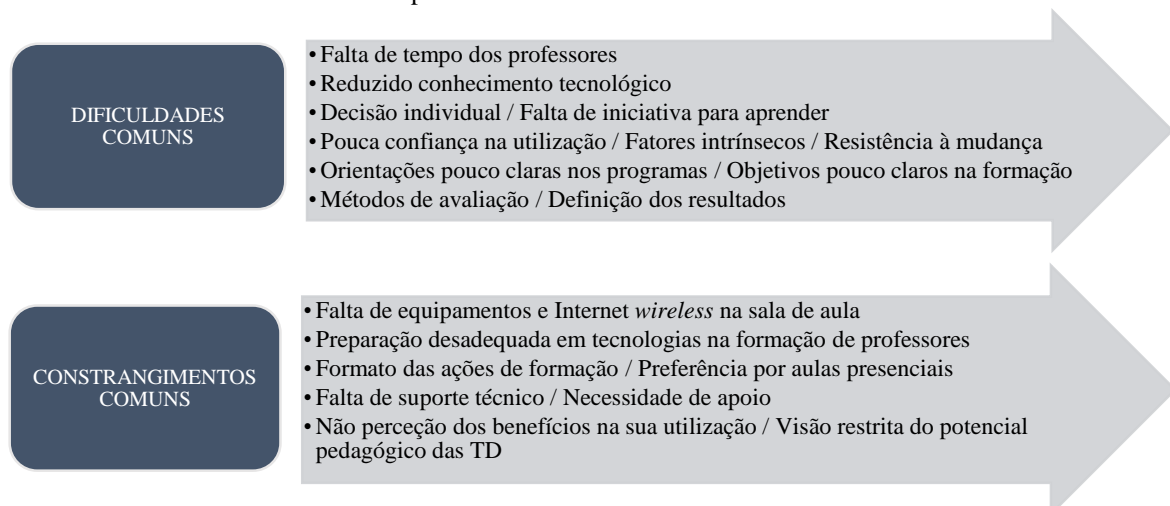 DIFICULDADES
COMUNS
• Falta de tempo dos professores
• Reduzido conhecimento tecnológico
• Decisão individual / Falta de iniciativa para aprender
• Pouca confiança na utilização / Fatores intrínsecos / Resistência à mudança
• Orientações pouco claras nos programas / Objetivos pouco claros na formação
• Métodos de avaliação / Definição dos resultados
CONSTRANGIMENTOS
COMUNS
• Falta de equipamentos e Internet wireless na sala de aula
• Preparação desadequada em tecnologias na formação de professores
• Formato das ações de formação / Preferência por aulas presenciais
• Falta de suporte técnico / Necessidade de apoio
• Não perceção dos benefícios na sua utilização / Visão restrita do potencial
pedagógico das TD